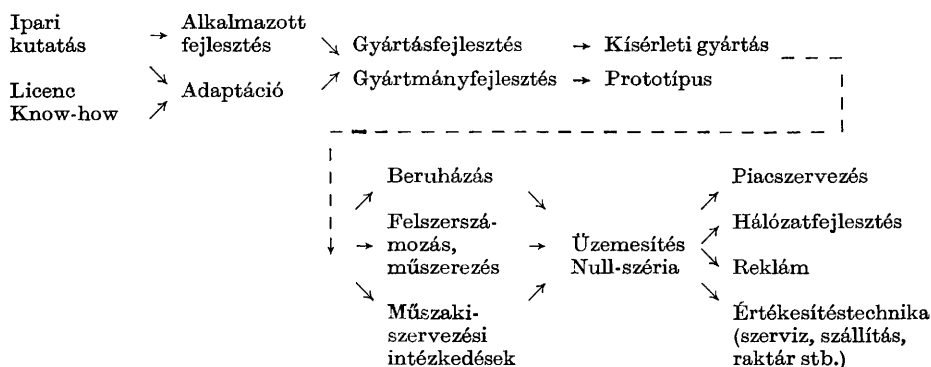 Ipari
kutatás
→ Alkalmazott
fejlesztés
↘ Gyártásfejlesztés → Kísérleti gyártás
Licenc
Know-how
↘
↗ Adaptáció
↗ Gyártmányfejlesztés → Prototípus
↗ Beruházás ↘
→ Felszerszá-
mozás,
műszerezés
→ Üzemesítés
Null-széria
↘ Műszaki-
szervezési
intézkedések
↗
↗ Piacszervezés
↗ Hálózatfejlesztés
↘ Reklám
↘ Értékesítéstechnika
(szerviz, szállítás,
raktár stb.)